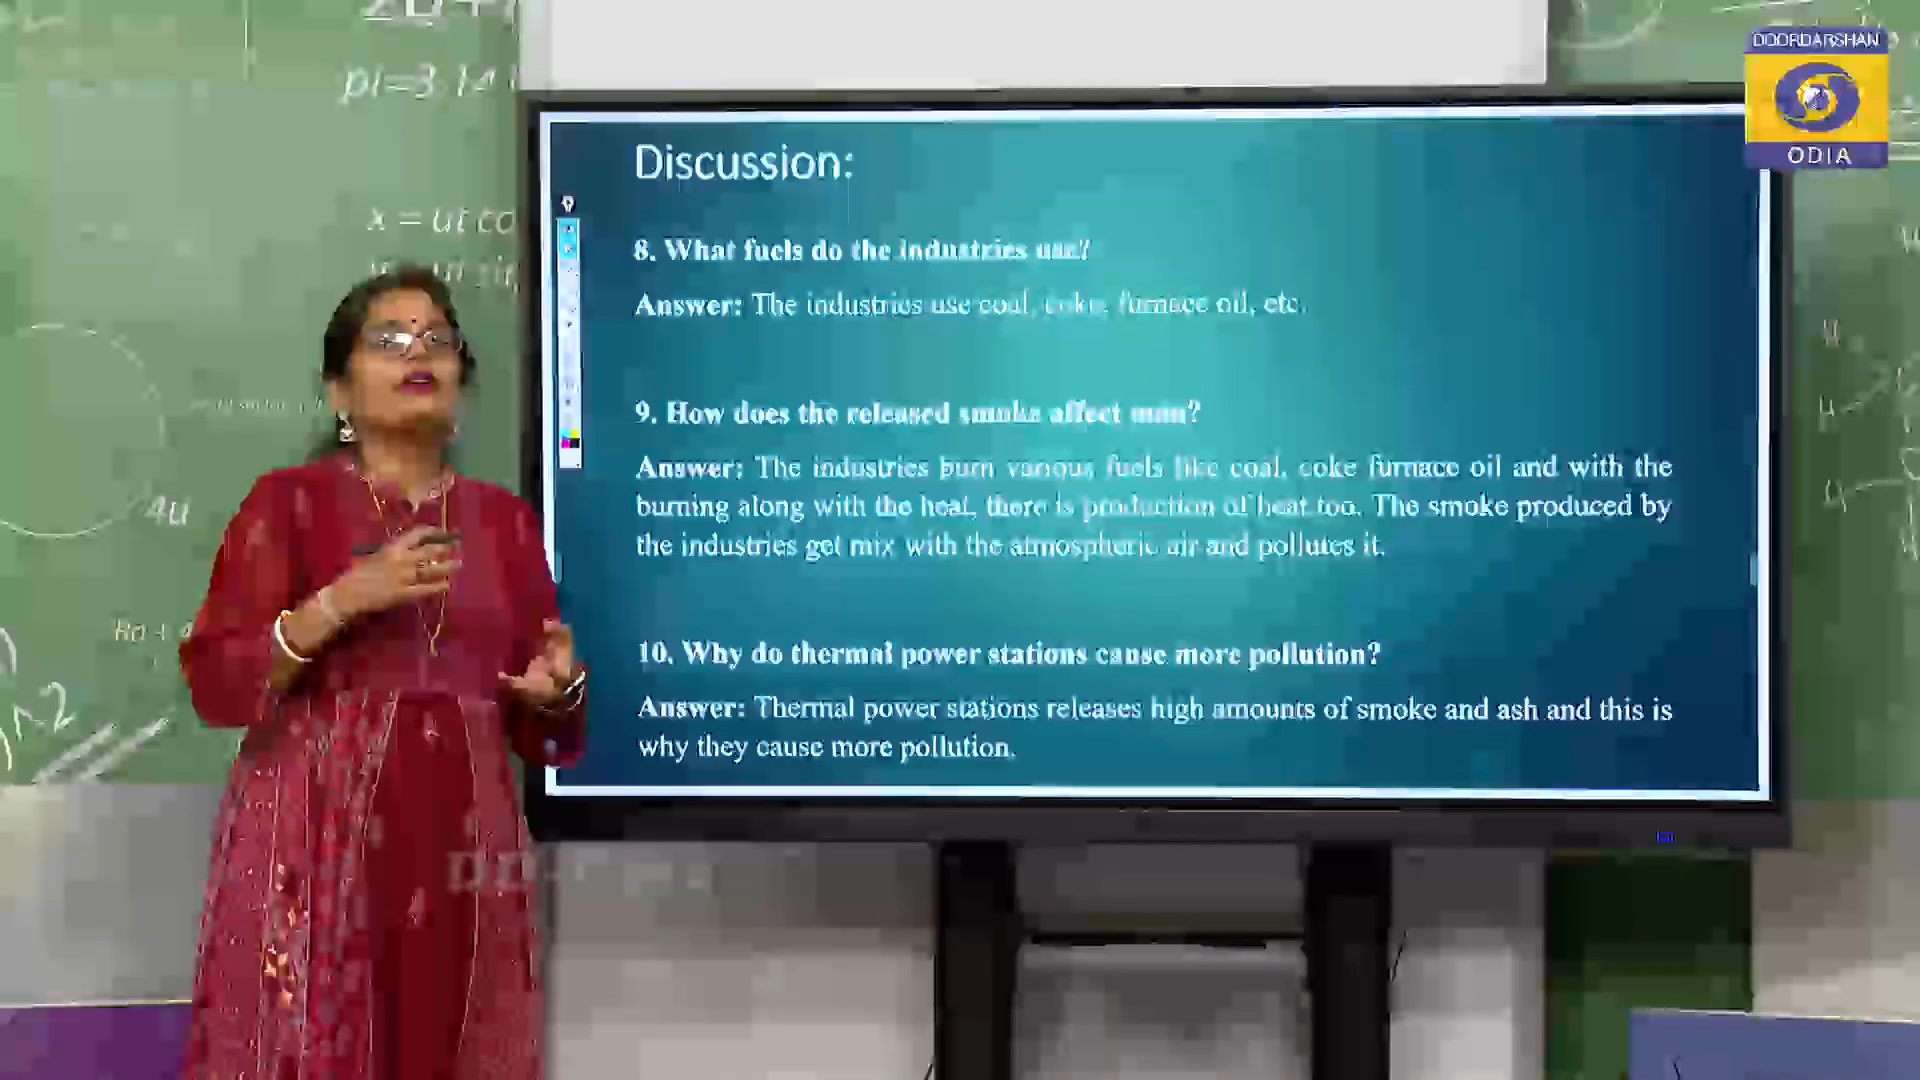 pi=3.14
x = ut co
4u
DOORDARSHAN
ODIA
Discussion:
8. What fuels do the industries use?
Answer: The industries use coal, coke, furnace oil, etc.
9. How does the released smoke affect man?
Answer: The industries burn various fuels like coal, coke furnace oil and with the
burning along with the heat, there is production of heat too. The smoke produced by
the industries get mix with the atmospheric air and pollutes it.
10. Why do thermal power stations cause more pollution?
Answer: Thermal power stations releases high amounts of smoke and ash and this is
why they cause more pollution.